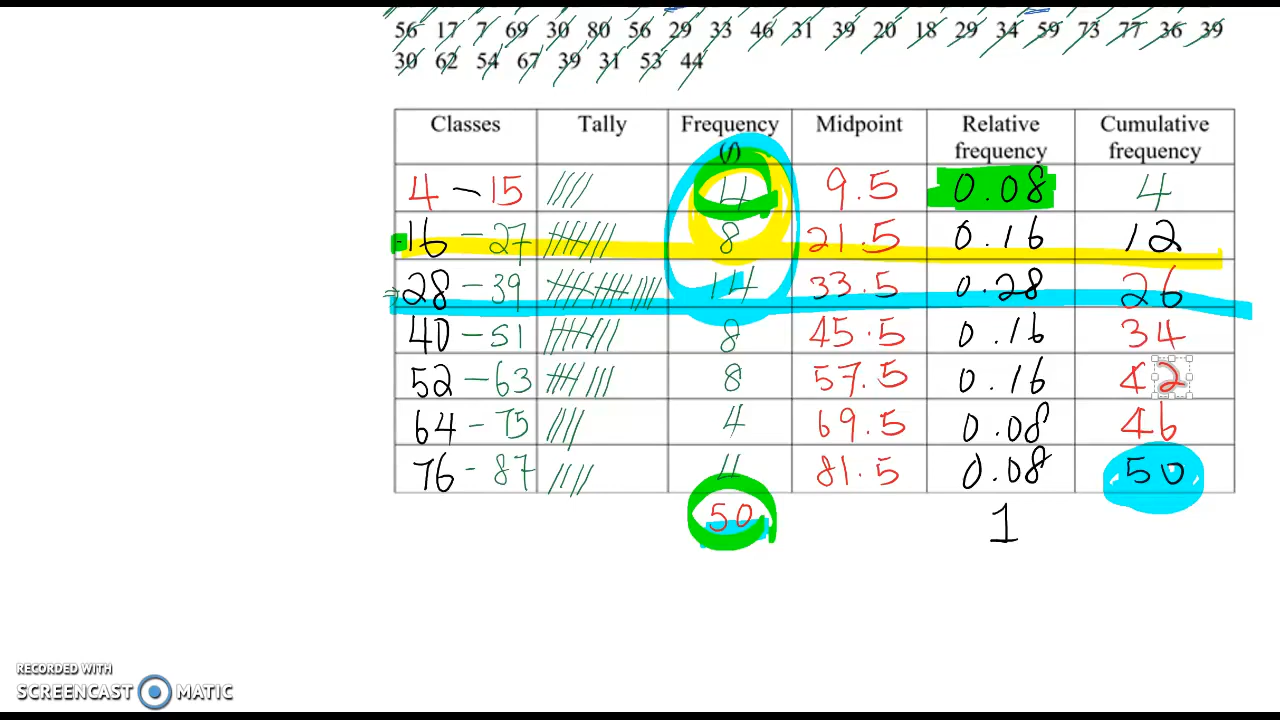 56 17 7 69 30 80 56 29 33 46 31 39 20 18 29 34 59 73 77 36 39
30 62 54 67 39 31 53 44
Classes Tally Frequency (f) Midpoint Relative frequency Cumulative frequency
4 - 15 //// 4 9.5 0.08 4
16 - 27 8 21.5 0.16 12
28 - 39 14 33.5 0.28 26
40 - 51 8 45.5 0.16 34
52 - 63 8 57.5 0.16 42
64 - 75 //// 4 69.5 0.08 46
76 - 87 //// 4 81.5 0.08 50
50 1
RECORDED WITH
SCREENCAST MATIC